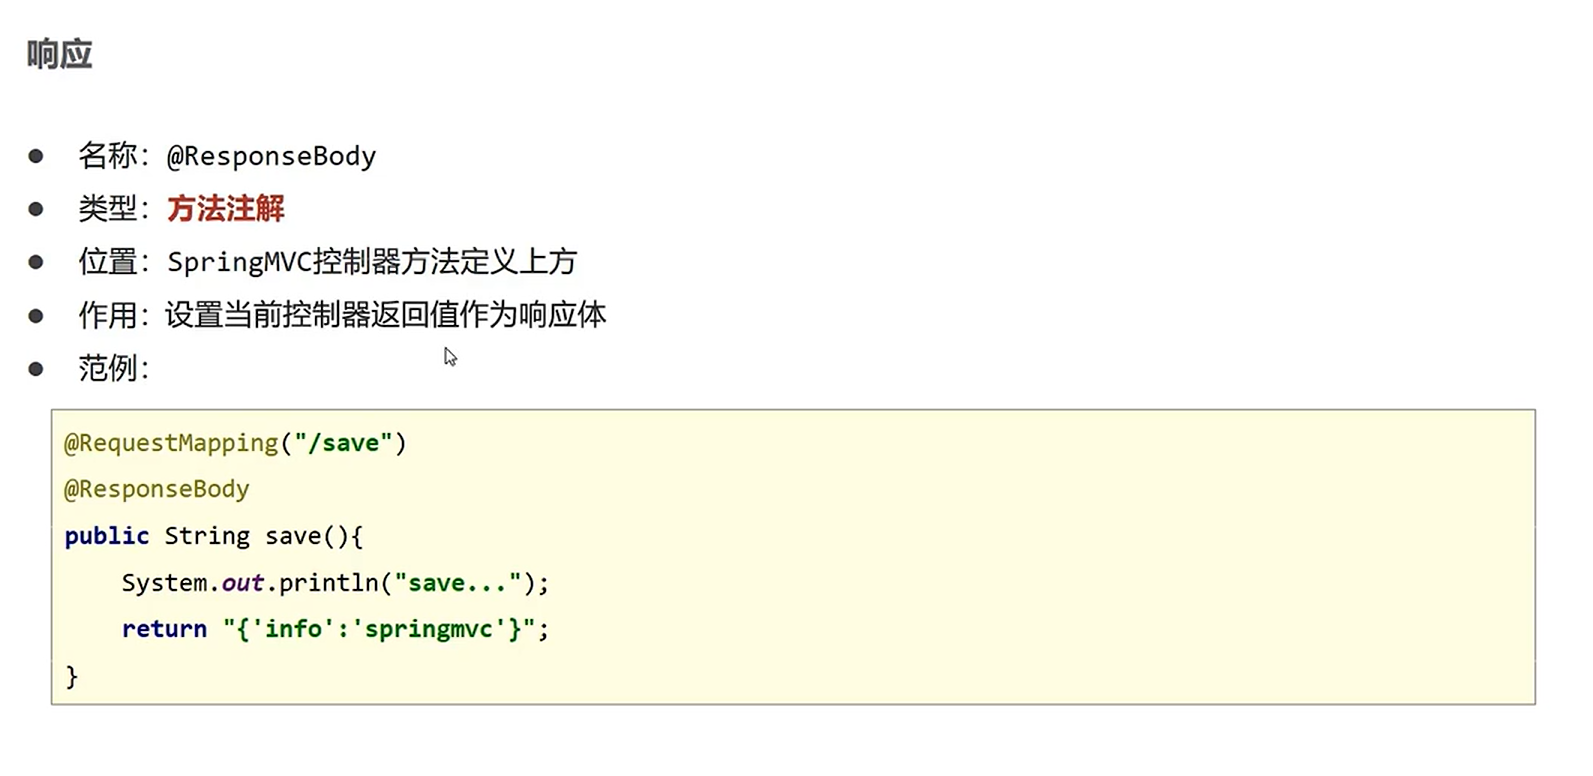 响应
● 名称：@ResponseBody
● 类型：方法注解
● 位置：SpringMVC控制器方法定义上方
● 作用：设置当前控制器返回值作为响应体
● 范例：
@RequestMapping("/save")
@ResponseBody
public String save(){
    System.out.println("save...");
    return "{'info':'springmvc'}";
}